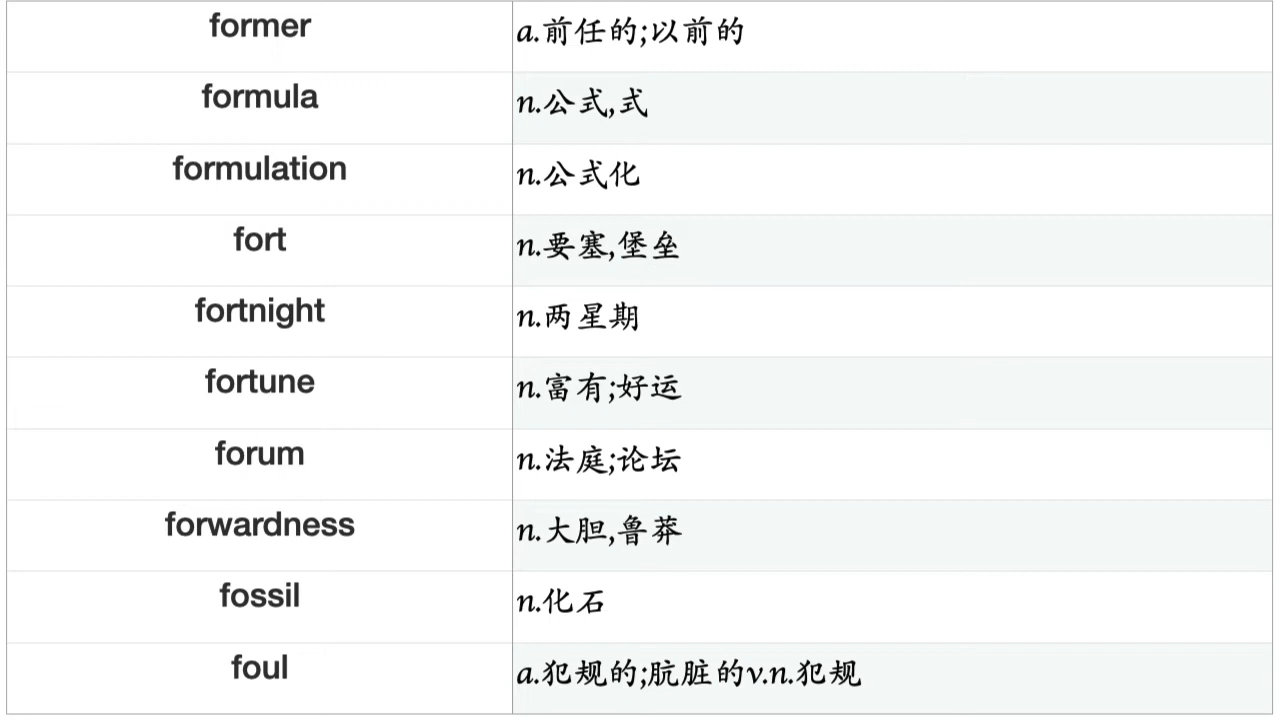 former a.前任的;以前的
formula n.公式,式
formulation n.公式化
fort n.要塞,堡垒
fortnight n.两星期
fortune n.富有;好运
forum n.法庭;论坛
forwardness n.大胆,鲁莽
fossil n.化石
foul a.犯规的;肮脏的v.n.犯规